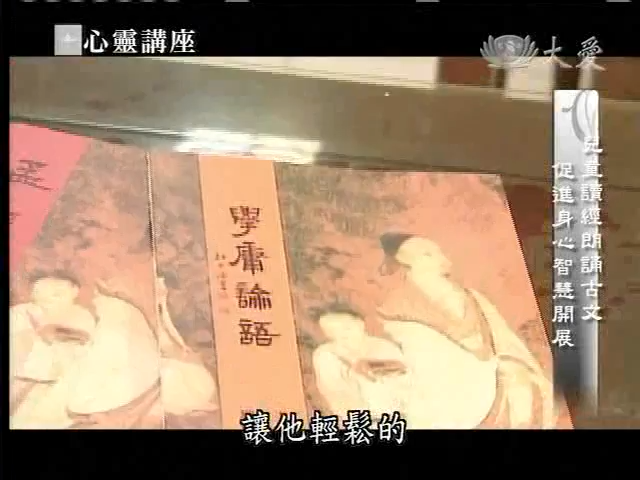 心靈講座
大愛
兒童讀經朗誦古文
促進身心智慧開展
孟
學庸論語
讓他輕鬆的